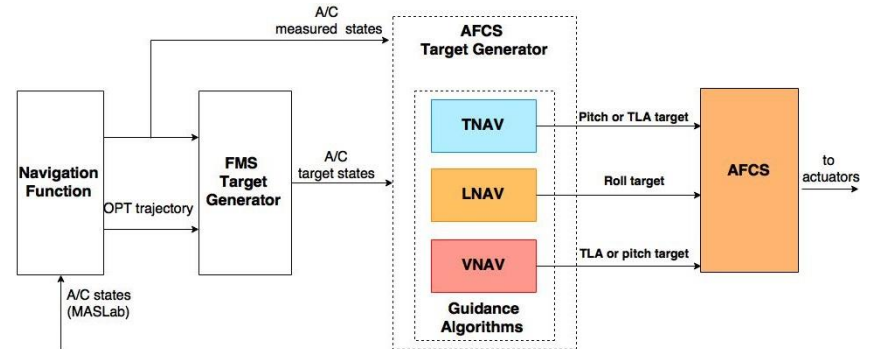 A/C
measured states
AFCS
Target Generator
Navigation
Function
FMS
Target
Generator
OPT trajectory
A/C
target states
TNAV
LNAV
VNAV
Guidance
Algorithms
Pitch or TLA target
Roll target
TLA or pitch target
AFCS
to
actuators
A/C states
(MASLab)